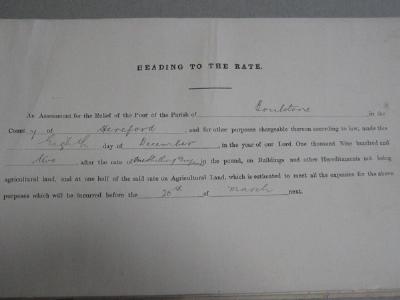 HEADING TO THE RATE.
An Assessment for the Relief of the Poor of the Parish of Goulstone in the
County of Hereford, and for other purposes chargeable thereon according to law, made this
Eighth day of December, in the year of our Lord One thousand Nine hundred and
two after the rate of One Shilling in the pound, on Buildings and other Hereditaments not being
agricultural land, and at one half of the said rate on Agricultural Land, which is estimated to meet all the expenses for the above
purposes which will be incurred before the 20th of March next.